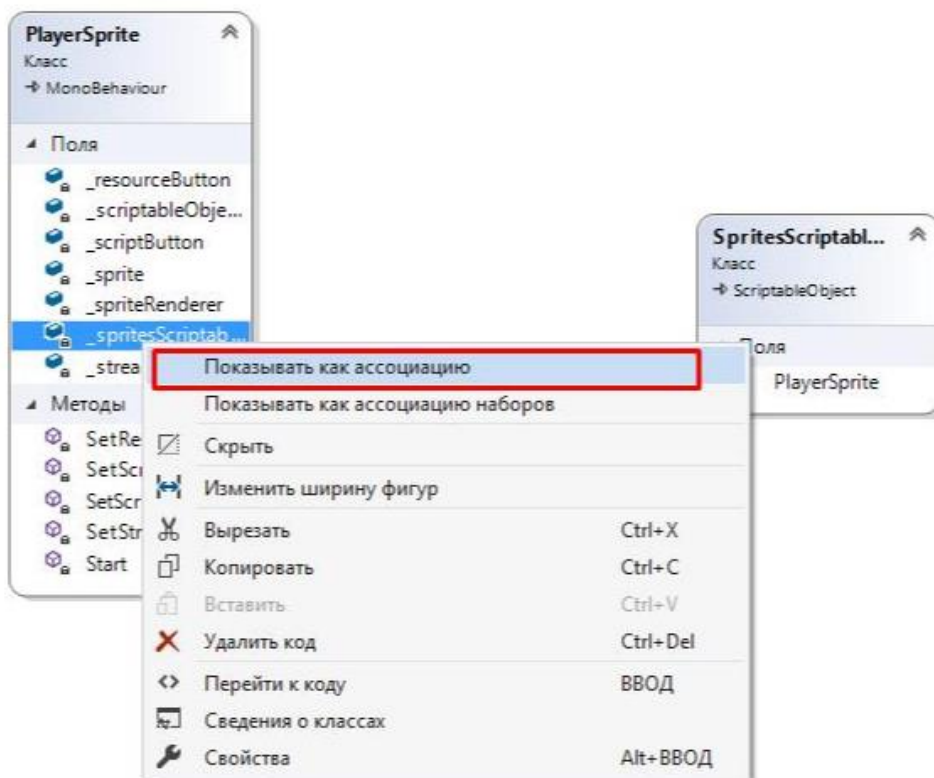 PlayerSprite
Класс
MonoBehaviour
Поля
_resourceButton
_scriptableObje...
_scriptButton
_sprite
_spriteRenderer
_spritesScriptab...
_strea
Методы
SetRe
SetScr
SetScr
SetStr
Start
Показывать как ассоциацию
Показывать как ассоциацию наборов
Скрыть
Изменить ширину фигур
Вырезать Ctrl+X
Копировать Ctrl+C
Вставить Ctrl+V
Удалить код Ctrl+Del
Перейти к коду ВВОД
Сведения о классах
Свойства Alt+ВВОД
SpritesScriptabl...
Класс
ScriptableObject
Поля
PlayerSprite